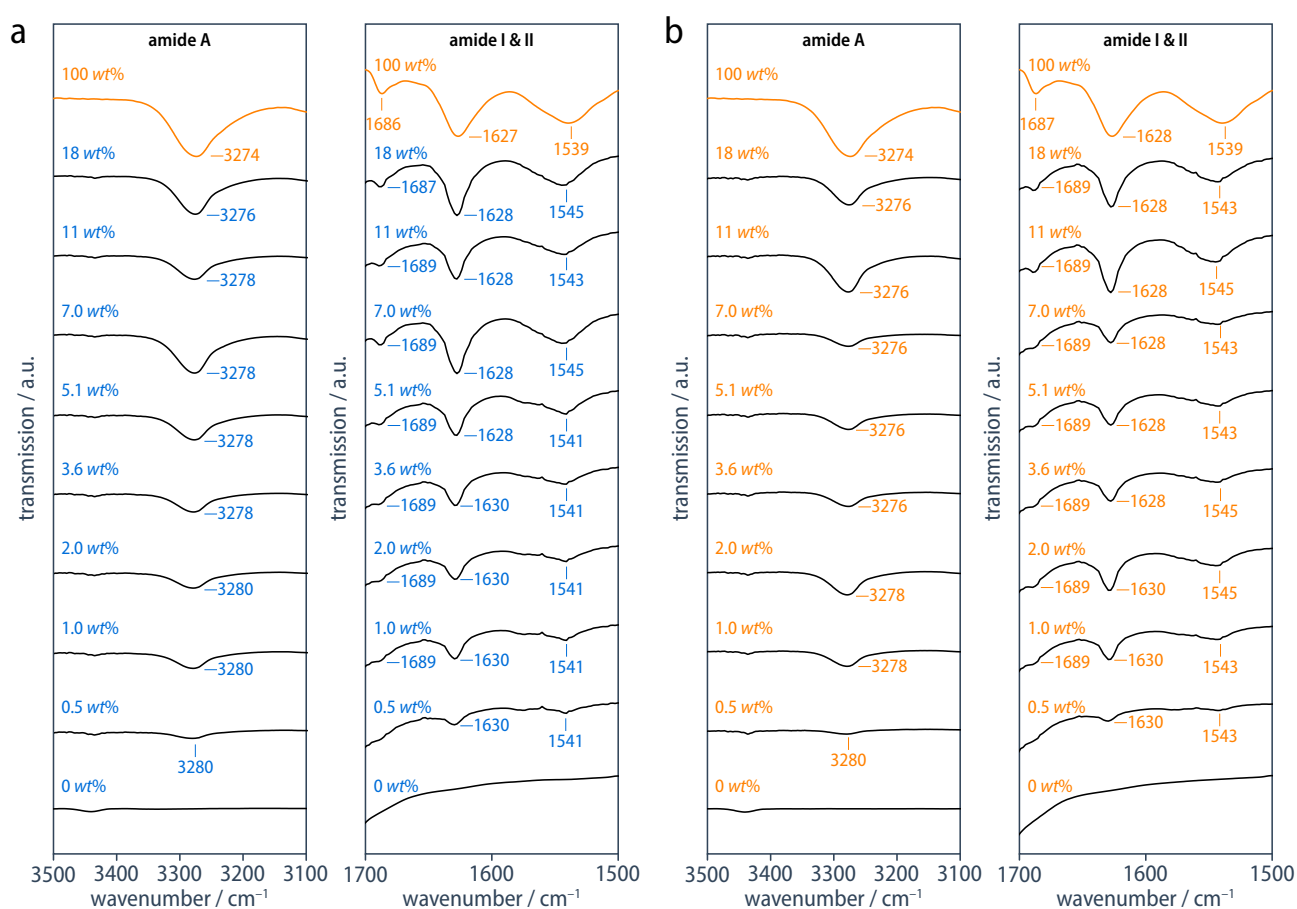 a
amide A
100 wt%
3274
18 wt%
3276
11 wt%
3278
7.0 wt%
3278
5.1 wt%
3278
3.6 wt%
3278
2.0 wt%
3280
1.0 wt%
3280
0.5 wt%
3280
0 wt%
3500 3400 3300 3200 3100
wavenumber / cm⁻¹
transmission / a.u.
amide I & II
100 wt%
1686
1627
1539
18 wt%
1687
1628
1545
11 wt%
1689
1628
1543
7.0 wt%
1689
1628
1545
5.1 wt%
1689
1628
1541
3.6 wt%
1689
1630
1541
2.0 wt%
1689
1630
1541
1.0 wt%
1689
1630
1541
0.5 wt%
1630
1541
0 wt%
1700 1600 1500
wavenumber / cm⁻¹
transmission / a.u.
b
amide A
100 wt%
3274
18 wt%
3276
11 wt%
3276
7.0 wt%
3276
5.1 wt%
3276
3.6 wt%
3276
2.0 wt%
3278
1.0 wt%
3278
0.5 wt%
3280
0 wt%
3500 3400 3300 3200 3100
wavenumber / cm⁻¹
transmission / a.u.
amide I & II
100 wt%
1687
1628
1539
18 wt%
1689
1628
1543
11 wt%
1689
1628
1545
7.0 wt%
1689
1628
1543
5.1 wt%
1689
1628
1543
3.6 wt%
1689
1628
1545
2.0 wt%
1689
1630
1545
1.0 wt%
1689
1630
1543
0.5 wt%
1630
1543
0 wt%
1700 1600 1500
wavenumber / cm⁻¹
transmission / a.u.